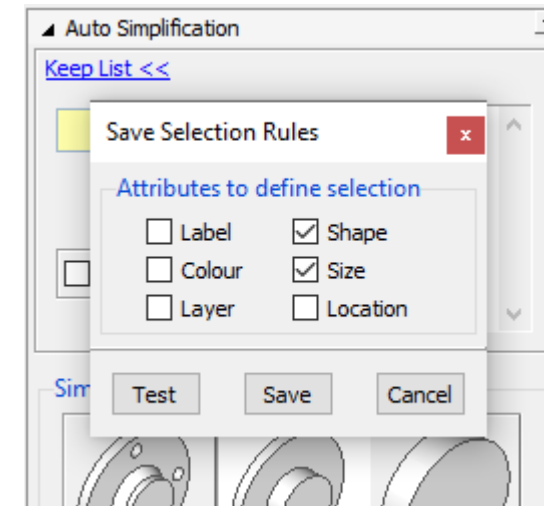 Auto Simplification
Keep List <<
Save Selection Rules
x
Attributes to define selection
Label Shape
Colour Size
Layer Location
Sim
Test Save Cancel